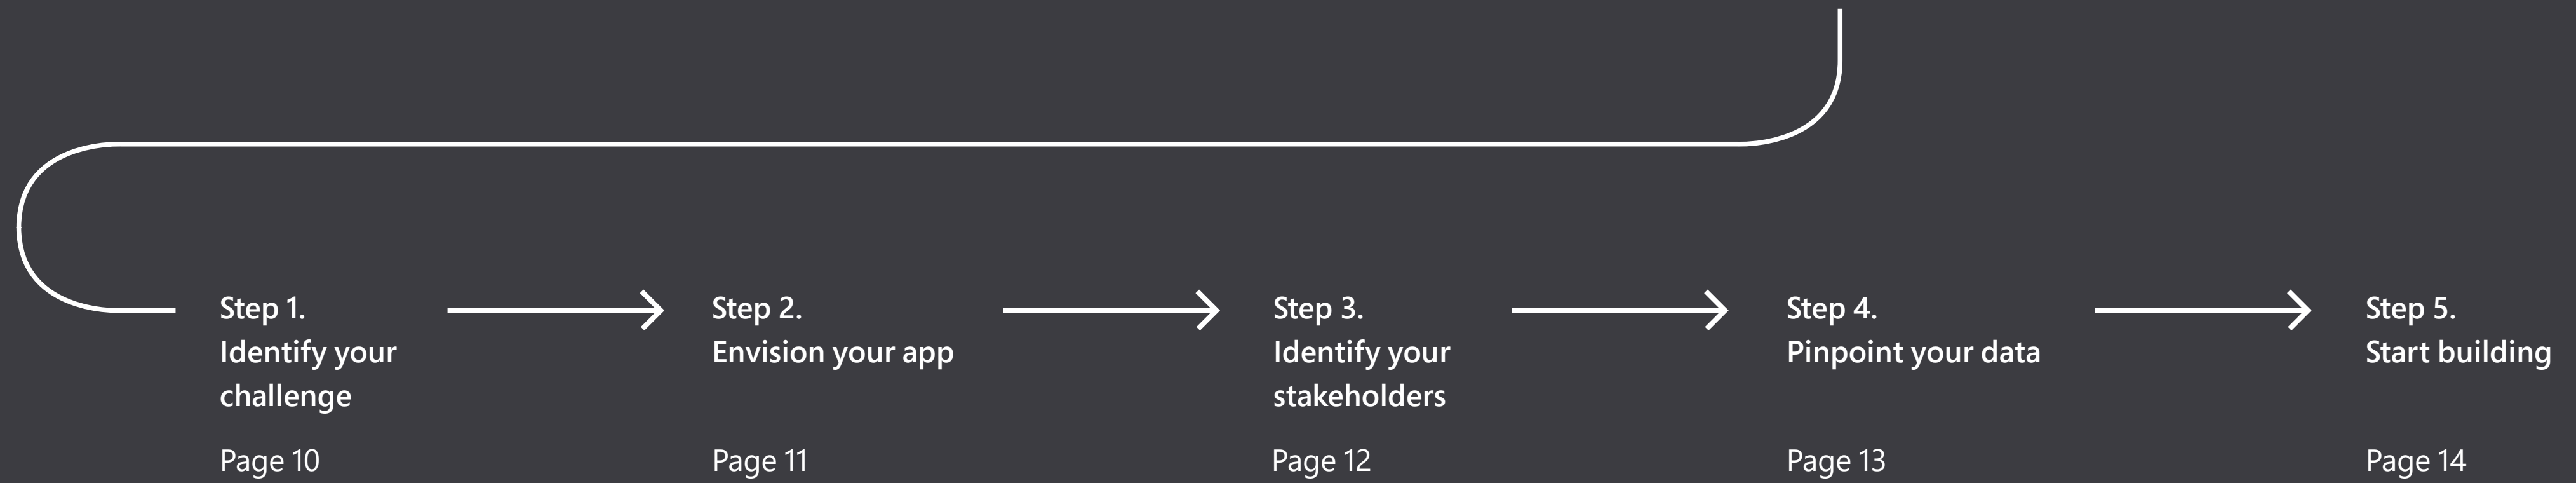 Step 1.
Identify your
challenge
Page 10
Step 2.
Envision your app
Page 11
Step 3.
Identify your
stakeholders
Page 12
Step 4.
Pinpoint your data
Page 13
Step 5.
Start building
Page 14